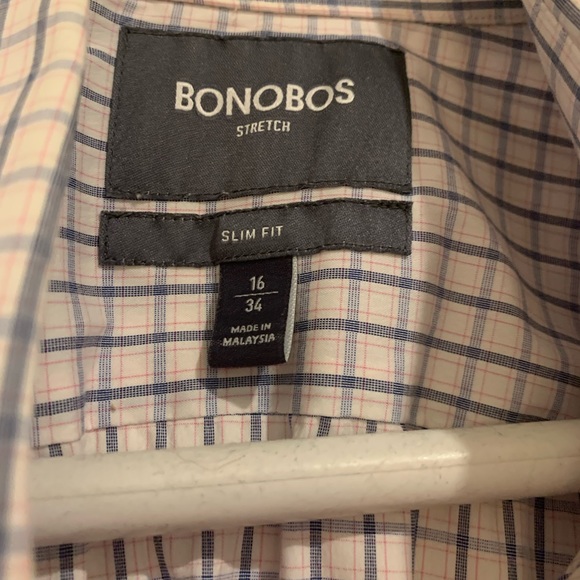 BONOBOS
STRETCH
SLIM FIT
16
34
MADE IN
MALAYSIA